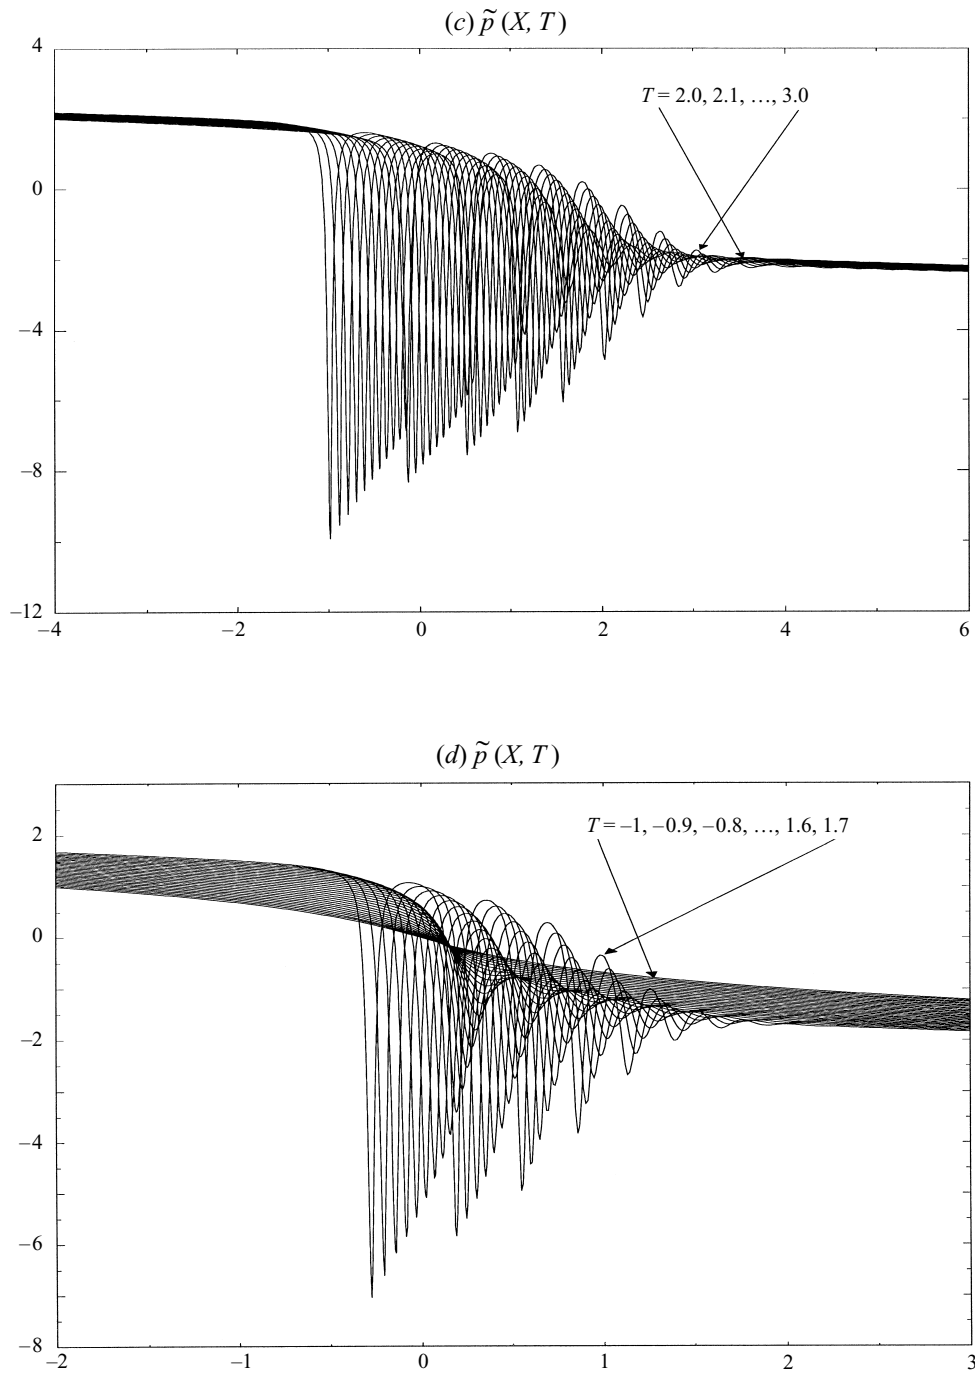 (c) p̃ (X, T)
4
T = 2.0, 2.1, …, 3.0
0
−4
−8
−12
−4 −2 0 2 4 6
(d) p̃ (X, T)
T = −1, −0.9, −0.8, …, 1.6, 1.7
2
0
−2
−4
−6
−8
−2 −1 0 1 2 3